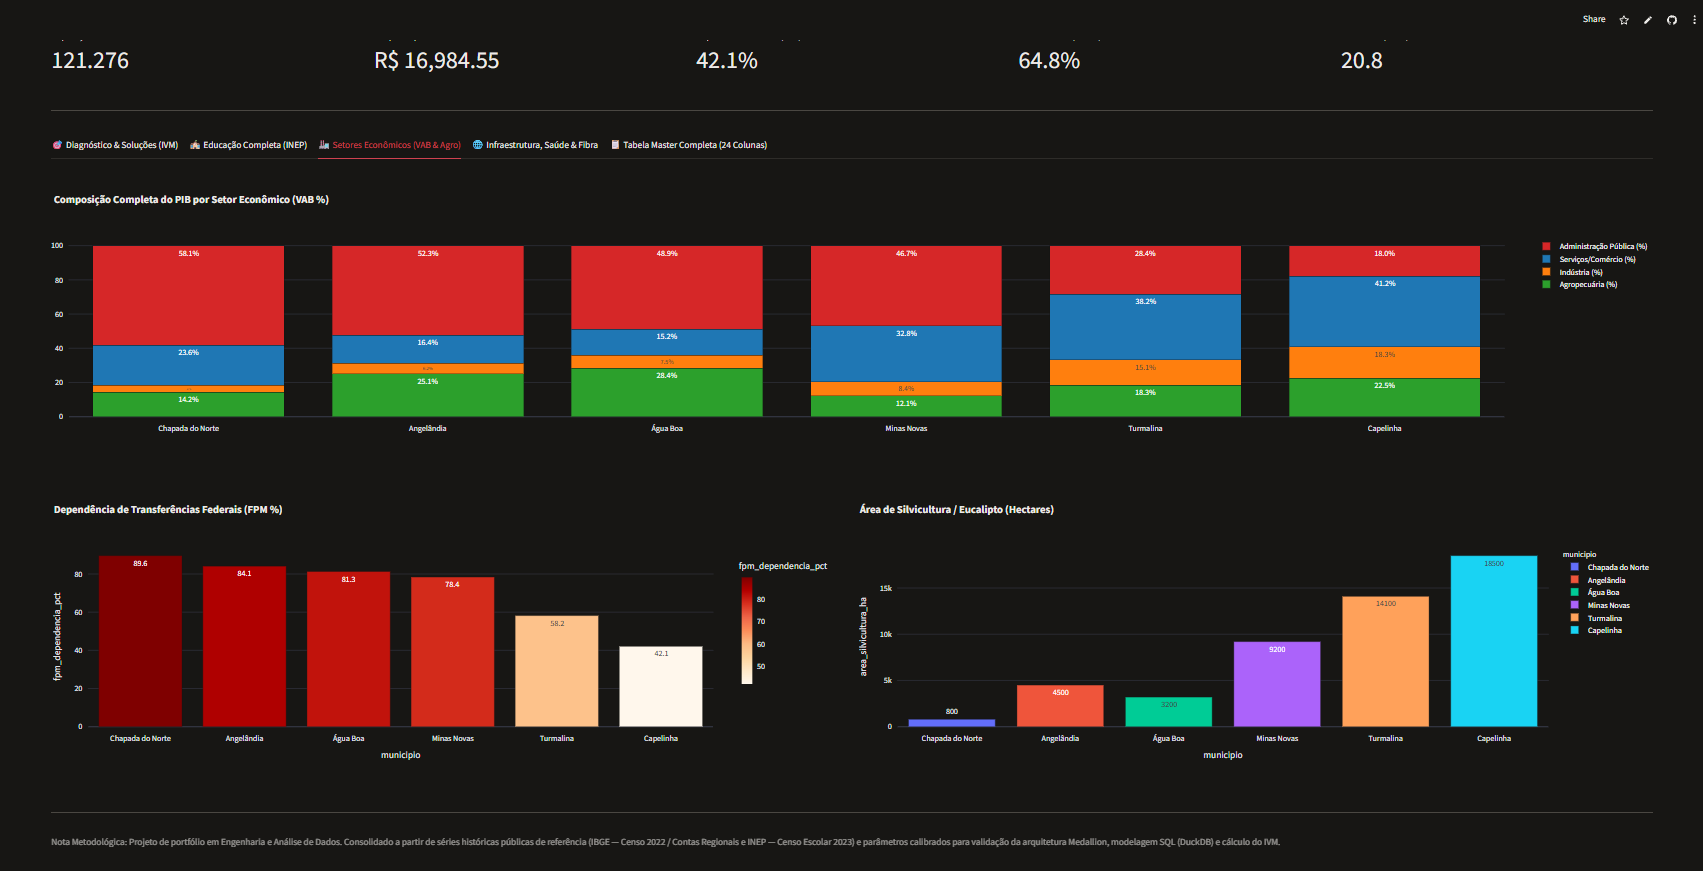 Share
121.276
R$ 16,984.55
42.1%
64.8%
20.8
Diagnóstico & Soluções (IVM)
Educação Completa (INEP)
Setores Econômicos (VAB & Agro)
Infraestrutura, Saúde & Fibra
Tabela Master Completa (24 Colunas)
Composição Completa do PIB por Setor Econômico (VAB %)
100
80
60
40
20
0
58.1%
23.6%
14.2%
52.3%
16.4%
25.1%
48.9%
15.2%
7.5%
28.4%
46.7%
32.8%
8.4%
12.1%
28.4%
38.2%
15.1%
18.3%
18.0%
41.2%
18.3%
22.5%
Chapada do Norte
Angelândia
Água Boa
Minas Novas
Turmalina
Capelinha
Administração Pública (%)
Serviços/Comércio (%)
Indústria (%)
Agropecuária (%)
Dependência de Transferências Federais (FPM %)
fpm_dependencia_pct
80
60
40
20
0
89.6
84.1
81.3
78.4
58.2
42.1
Chapada do Norte
Angelândia
Água Boa
Minas Novas
Turmalina
Capelinha
municipio
fpm_dependencia_pct
80
70
60
50
Área de Silvicultura / Eucalipto (Hectares)
area_silvicultura_ha
15k
10k
5k
0
800
4500
3200
9200
14100
18500
Chapada do Norte
Angelândia
Água Boa
Minas Novas
Turmalina
Capelinha
municipio
municipio
Chapada do Norte
Angelândia
Água Boa
Minas Novas
Turmalina
Capelinha
Nota Metodológica: Projeto de portfólio em Engenharia e Análise de Dados. Consolidado a partir de séries históricas públicas de referência (IBGE — Censo 2022 / Contas Regionais e INEP — Censo Escolar 2023) e parâmetros calibrados para validação da arquitetura Medallion, modelagem SQL (DuckDB) e cálculo do IVM.